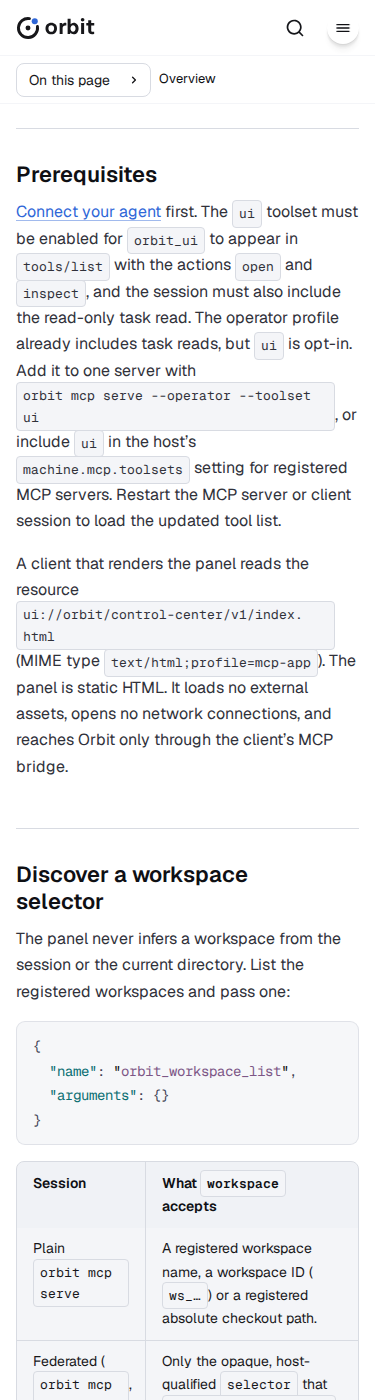 orbit
On this page
Overview
Prerequisites
Connect your agent first. The ui toolset must
be enabled for orbit_ui to appear in
tools/list with the actions open and
inspect, and the session must also include
the read-only task read. The operator profile
already includes task reads, but ui is opt-in.
Add it to one server with
orbit mcp serve --operator --toolset
ui, or
include ui in the host's
machine.mcp.toolsets setting for registered
MCP servers. Restart the MCP server or client
session to load the updated tool list.
A client that renders the panel reads the
resource
ui://orbit/control-center/v1/index.
html
(MIME type text/html;profile=mcp-app). The
panel is static HTML. It loads no external
assets, opens no network connections, and
reaches Orbit only through the client's MCP
bridge.
Discover a workspace
selector
The panel never infers a workspace from the
session or the current directory. List the
registered workspaces and pass one:
{
"name": "orbit_workspace_list",
"arguments": {}
}
Session
What workspace
accepts
Plain
orbit mcp
serve
A registered workspace
name, a workspace ID (
ws_…) or a registered
absolute checkout path.
Federated (
orbit mcp,
Only the opaque, host-
qualified selector that